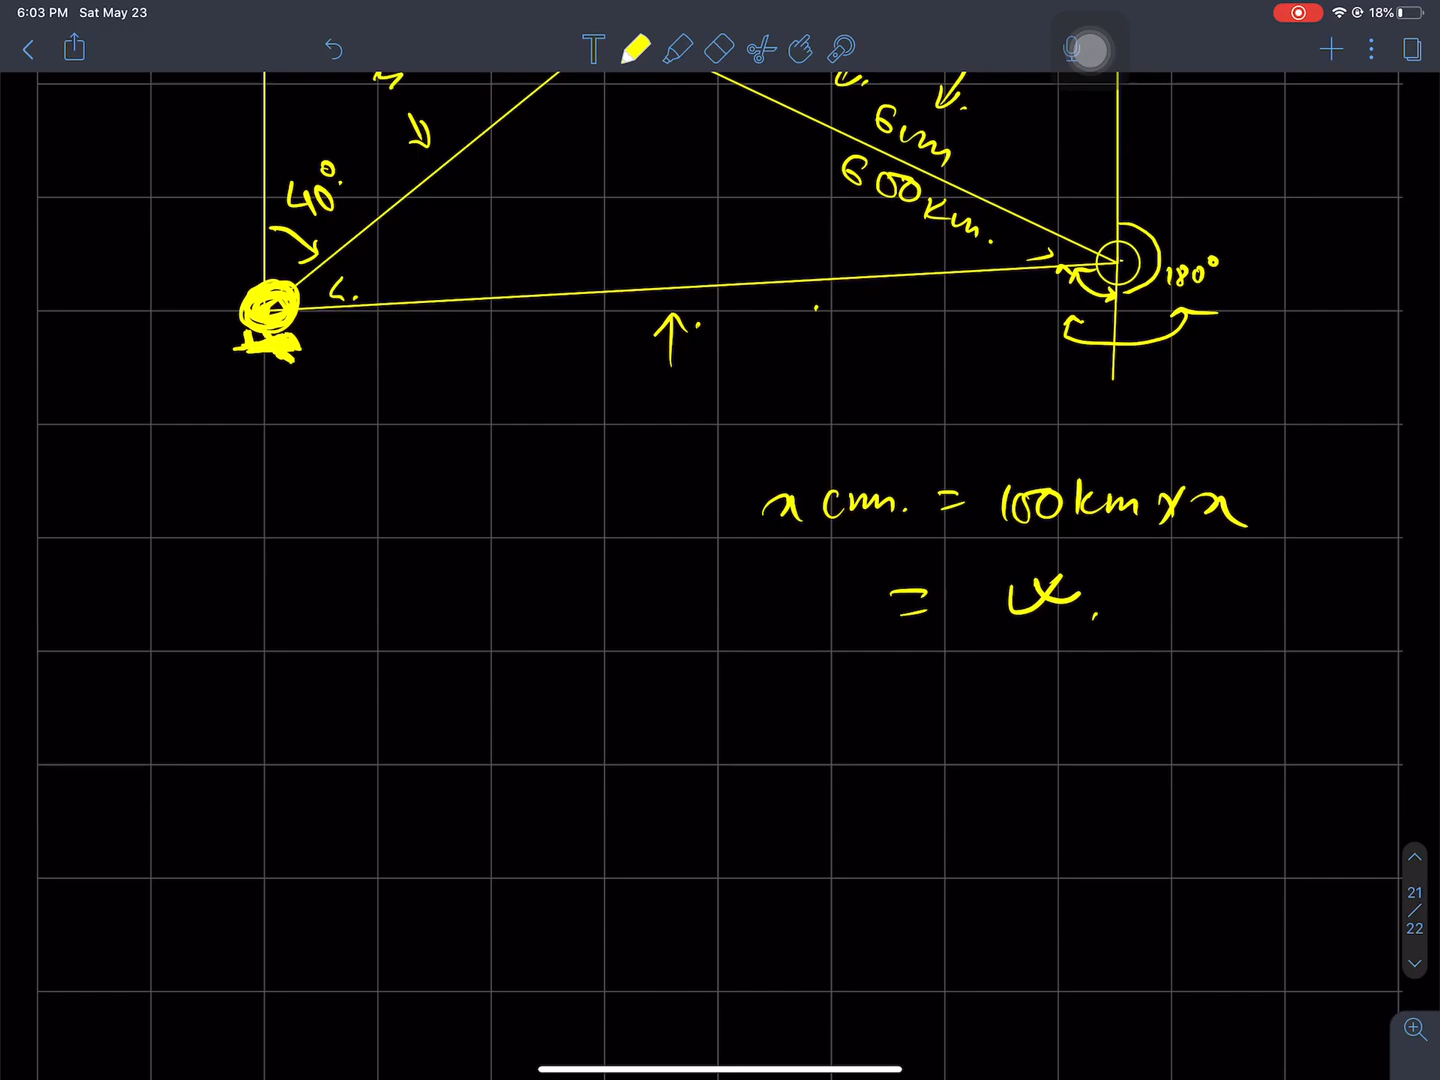 6:03 PM Sat May 23
18%
6cm
600km.
40°
180°
x cm. = 100km × x
=
21
/
22